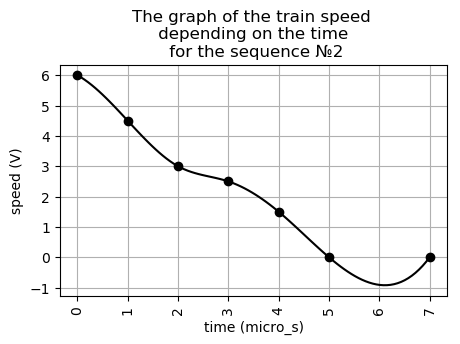 The graph of the train speed
depending on the time
for the sequence №2
6
5
4
3
2
1
0
−1
speed (V)
0 1 2 3 4 5 6 7
time (micro_s)